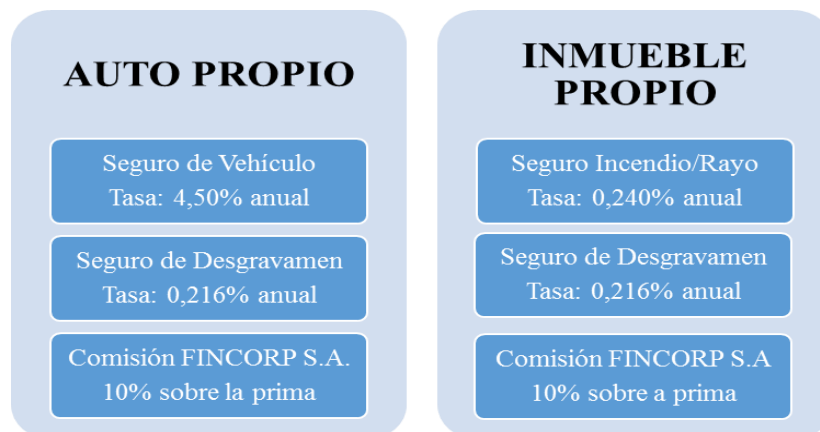 AUTO PROPIO
Seguro de Vehículo
Tasa: 4,50% anual
Seguro de Desgravamen
Tasa: 0,216% anual
Comisión FINCORP S.A.
10% sobre la prima
INMUEBLE
PROPIO
Seguro Incendio/Rayo
Tasa: 0,240% anual
Seguro de Desgravamen
Tasa: 0,216% anual
Comisión FINCORP S.A
10% sobre a prima